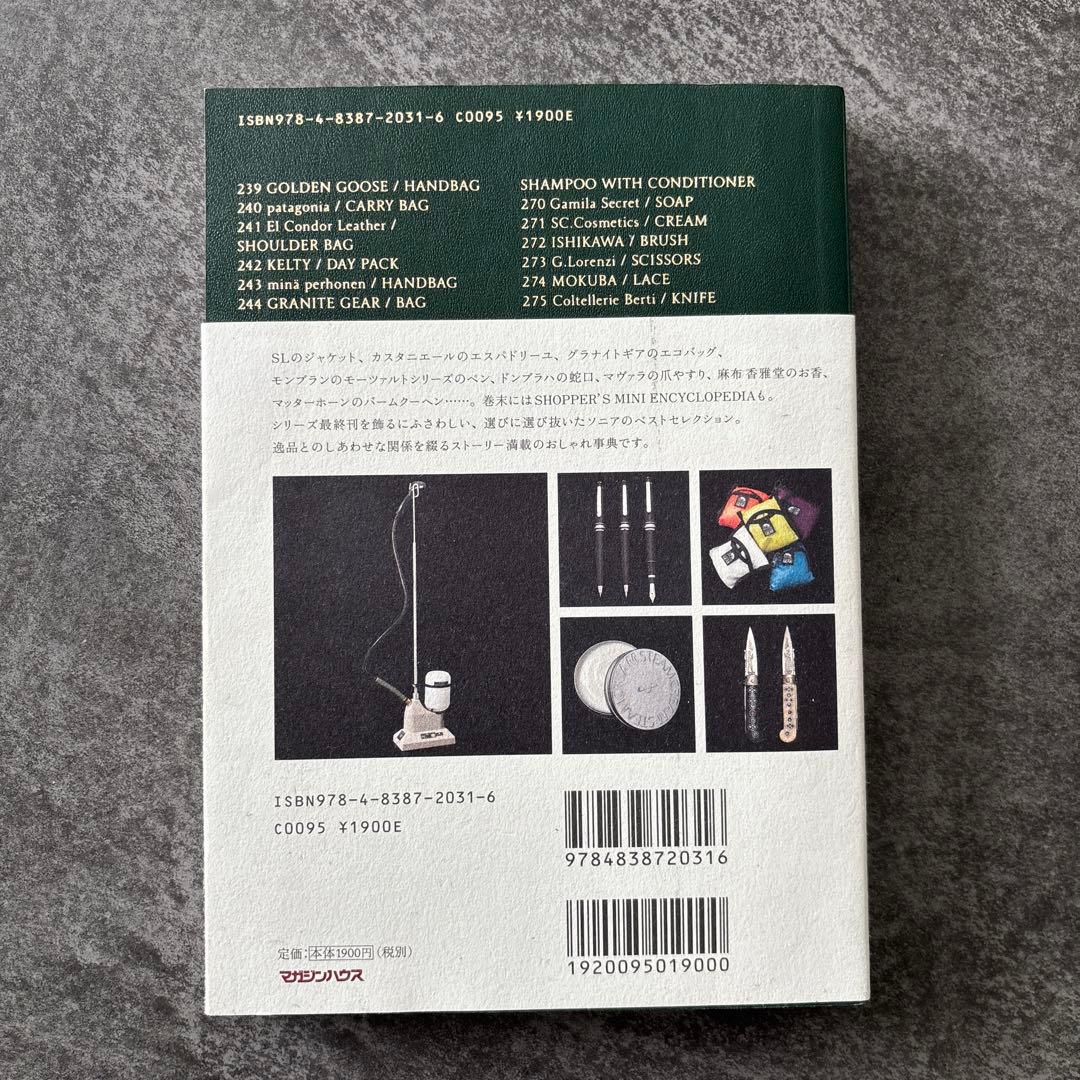 ISBN978-4-8387-2031-6 C0095 ¥1900E
239 GOLDEN GOOSE / HANDBAG
240 patagonia / CARRY BAG
241 El Condor Leather /
SHOULDER BAG
242 KELTY / DAY PACK
243 minä perhonen / HANDBAG
244 GRANITE GEAR / BAG
SHAMPOO WITH CONDITIONER
270 Gamila Secret / SOAP
271 SC.Cosmetics / CREAM
272 ISHIKAWA / BRUSH
273 G.Lorenzi / SCISSORS
274 MOKUBA / LACE
275 Coltellerie Berti / KNIFE
SLのジャケット、カスタニエールのエスパドリーユ、グラナイトギアのエコバッグ、
モンブランのモーツァルトシリーズのペン、ドンブラハの蛇口、マヴァラの爪やすり、麻布 香雅堂のお香、
マッターホーンのバームクーヘン……。巻末にはSHOPPER'S MINI ENCYCLOPEDIAも。
シリーズ最終刊を飾るにふさわしい、選びに選び抜いたソニアのベストセレクション。
逸品とのしあわせな関係を綴るストーリー満載のおしゃれ事典です。
ISBN978-4-8387-2031-6
C0095 ¥1900E
9784838720316
1920095019000
定価:本体1900円(税別)
マガジンハウス